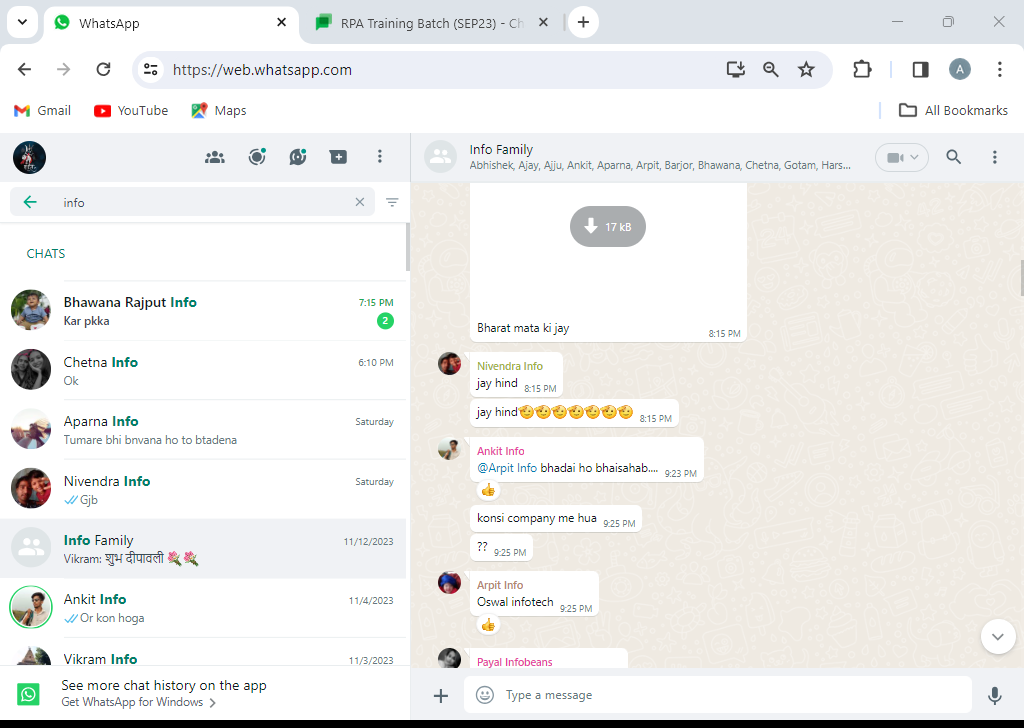 WhatsApp
RPA Training Batch (SEP23) - Ch
https://web.whatsapp.com
A
Gmail
YouTube
Maps
All Bookmarks
info
CHATS
Bhawana Rajput Info
7:15 PM
Kar pkka
2
Chetna Info
6:10 PM
Ok
Aparna Info
Saturday
Tumare bhi bnvana ho to btadena
Nivendra Info
Saturday
Gjb
Info Family
11/12/2023
Vikram: शुभ दीपावली 💐💐
Ankit Info
11/4/2023
Or kon hoga
Vikram Info
11/3/2023
See more chat history on the app
Get WhatsApp for Windows
Info Family
Abhishek, Ajay, Ajju, Ankit, Aparna, Arpit, Barjor, Bhawana, Chetna, Gotam, Hars...
17 kB
Bharat mata ki jay
8:15 PM
Nivendra Info
jay hind 8:15 PM
jay hind🫡🫡🫡🫡🫡🫡🫡 8:15 PM
Ankit Info
@Arpit Info bhadai ho bhaisahab.... 9:23 PM
👍
konsi company me hua 9:25 PM
?? 9:25 PM
Arpit Info
Oswal infotech 9:25 PM
👍
Payal Infobeans
Type a message